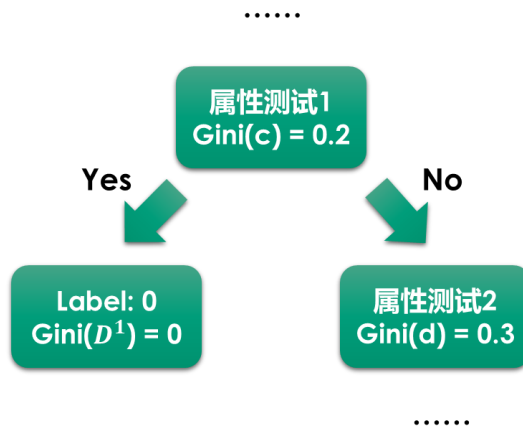 ······
属性测试1
Gini(c) = 0.2
Yes
No
Label: 0
Gini(D¹) = 0
属性测试2
Gini(d) = 0.3
······